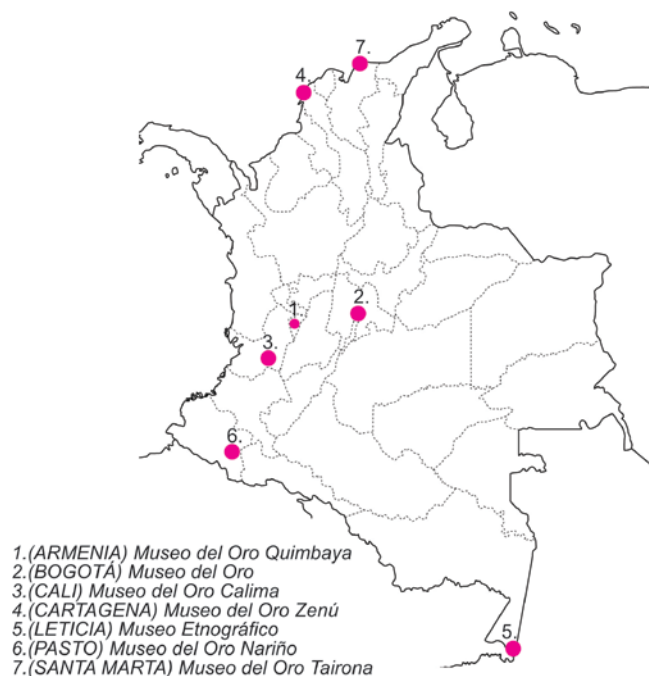 7.
4.
2.
1.
3.
6.
5.
1.(ARMENIA) Museo del Oro Quimbaya
2.(BOGOTÁ) Museo del Oro
3.(CALI) Museo del Oro Calima
4.(CARTAGENA) Museo del Oro Zenú
5.(LETICIA) Museo Etnográfico
6.(PASTO) Museo del Oro Nariño
7.(SANTA MARTA) Museo del Oro Tairona